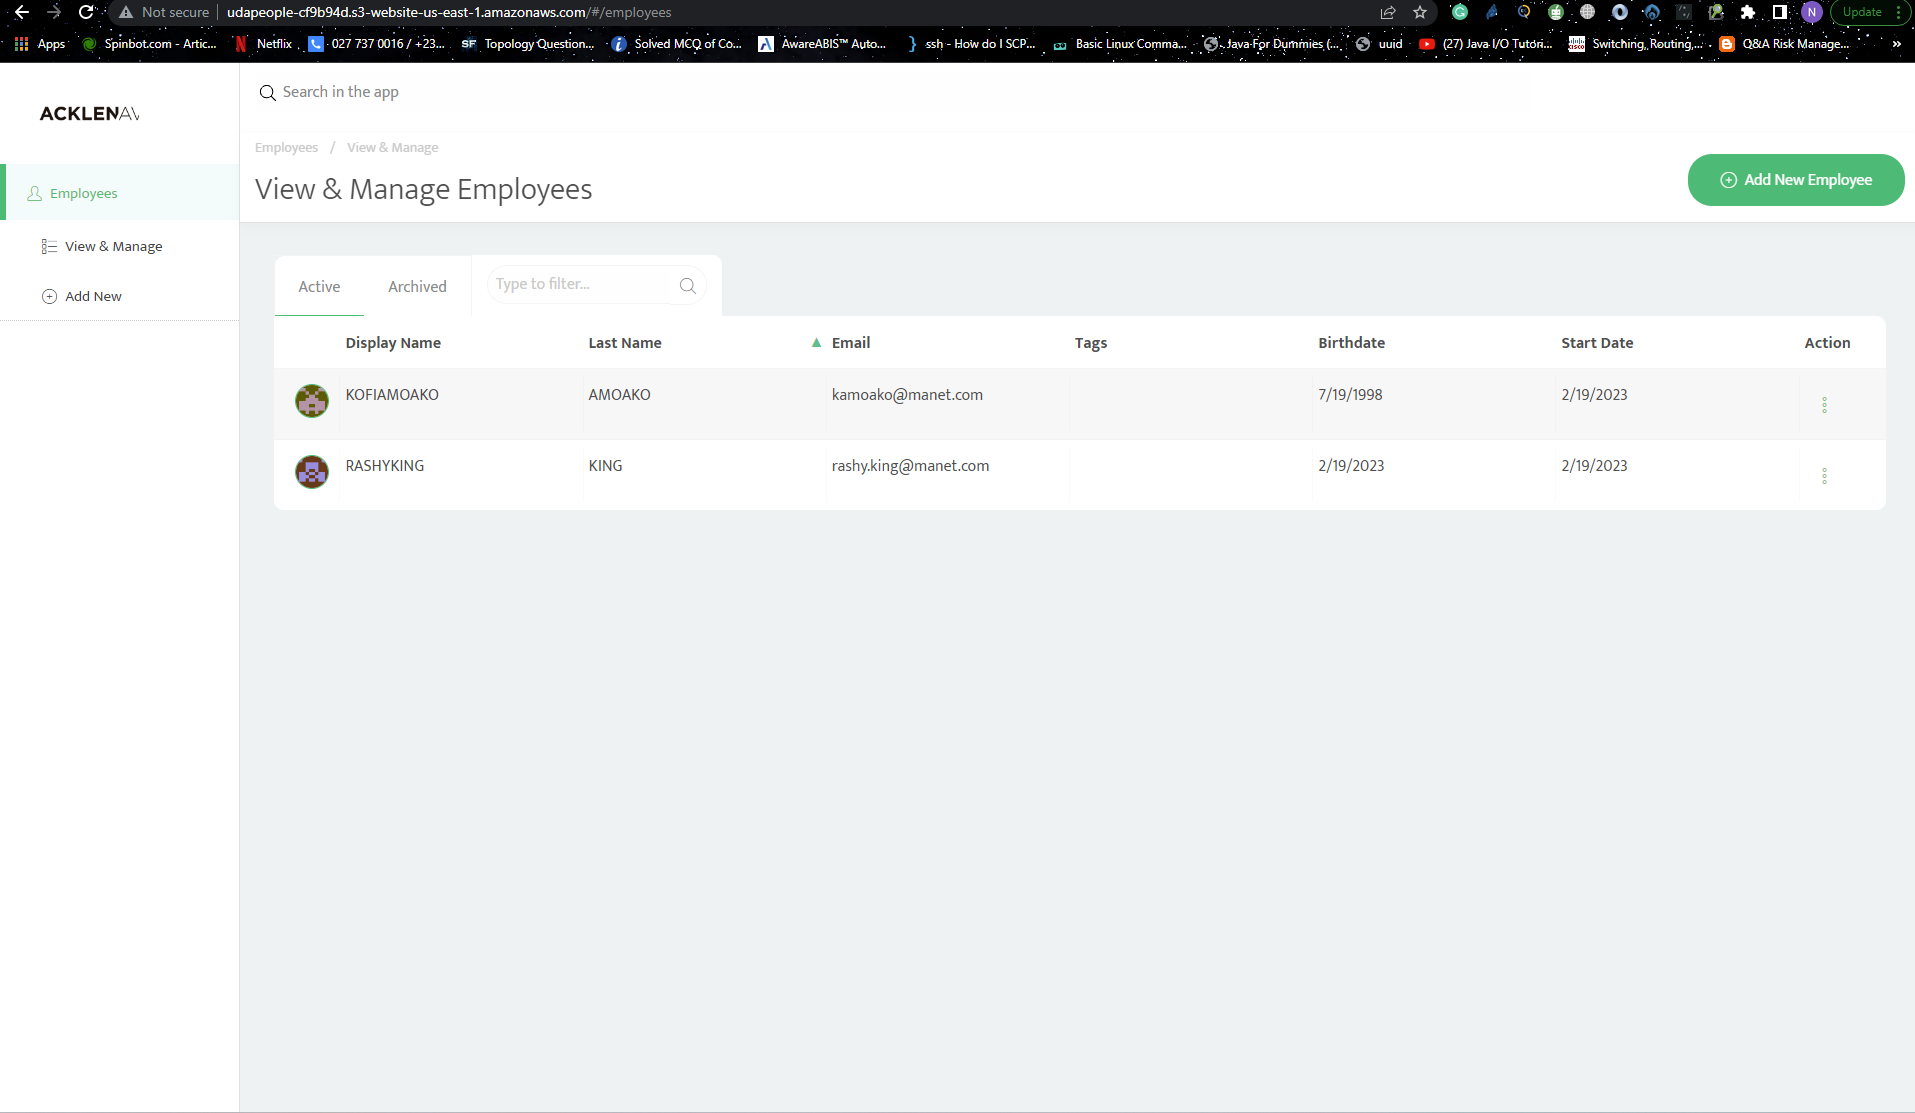 Not secure udapeople-cf9b94d.s3-website-us-east-1.amazonaws.com/#/employees N Update
Apps Spinbot.com - Artic... Netflix 027 737 0016 / +23... SF Topology Question... Solved MCQ of Co... AwareABIS™ Auto... ssh - How do I SCP... Basic Linux Comma... Java For Dummies (... uuid (27) Java I/O Tutori... Switching, Routing,... Q&A Risk Manage... »
Search in the app
ACKLENAV
Employees / View & Manage
View & Manage Employees
Add New Employee
Employees
View & Manage
Add New
Active Archived Type to filter...
Display Name Last Name Email Tags Birthdate Start Date Action
KOFIAMOAKO AMOAKO kamoako@manet.com 7/19/1998 2/19/2023
RASHYKING KING rashy.king@manet.com 2/19/2023 2/19/2023